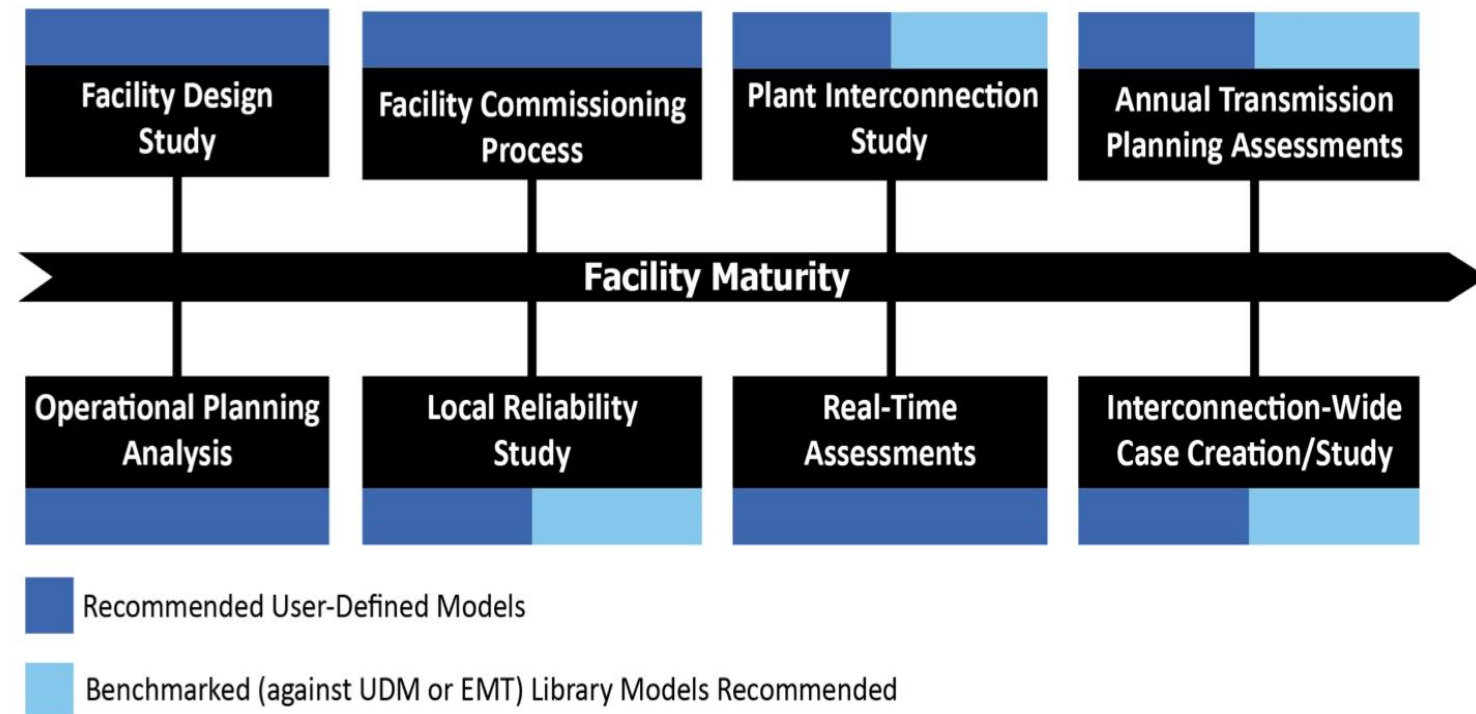 Facility Design
Study
Facility Commissioning
Process
Plant Interconnection
Study
Annual Transmission
Planning Assessments
Facility Maturity
Operational Planning
Analysis
Local Reliability
Study
Real-Time
Assessments
Interconnection-Wide
Case Creation/Study
Recommended User-Defined Models
Benchmarked (against UDM or EMT) Library Models Recommended